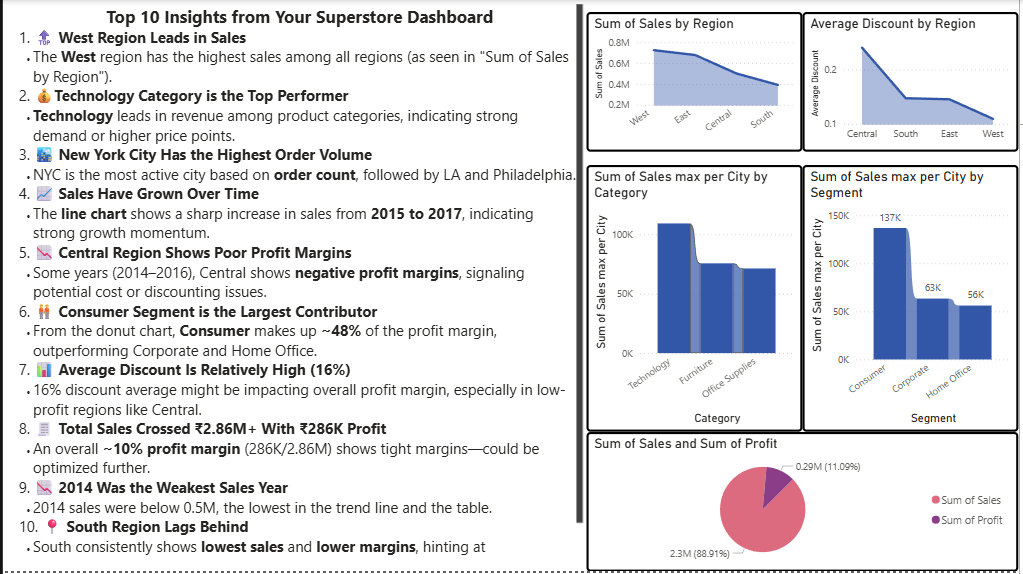 Top 10 Insights from Your Superstore Dashboard
1. TOP West Region Leads in Sales
• The West region has the highest sales among all regions (as seen in "Sum of Sales
by Region").
2. Technology Category is the Top Performer
• Technology leads in revenue among product categories, indicating strong
demand or higher price points.
3. New York City Has the Highest Order Volume
• NYC is the most active city based on order count, followed by LA and Philadelphia.
4. Sales Have Grown Over Time
• The line chart shows a sharp increase in sales from 2015 to 2017, indicating
strong growth momentum.
5. Central Region Shows Poor Profit Margins
• Some years (2014–2016), Central shows negative profit margins, signaling
potential cost or discounting issues.
6. Consumer Segment is the Largest Contributor
• From the donut chart, Consumer makes up ~48% of the profit margin,
outperforming Corporate and Home Office.
7. Average Discount Is Relatively High (16%)
• 16% discount average might be impacting overall profit margin, especially in low-
profit regions like Central.
8. Total Sales Crossed ₹2.86M+ With ₹286K Profit
• An overall ~10% profit margin (286K/2.86M) shows tight margins—could be
optimized further.
9. 2014 Was the Weakest Sales Year
• 2014 sales were below 0.5M, the lowest in the trend line and the table.
10. South Region Lags Behind
• South consistently shows lowest sales and lower margins, hinting at
Sum of Sales by Region
Sum of Sales
0.8M
0.6M
0.4M
0.2M
West East Central South
Average Discount by Region
Average Discount
0.2
0.1
Central South East West
Sum of Sales max per City by
Category
Sum of Sales max per City
100K
50K
0K
Technology Furniture Office Supplies
Category
Sum of Sales max per City by
Segment
Sum of Sales max per City
150K
100K
50K
0K
137K
63K
56K
Consumer Corporate Home Office
Segment
Sum of Sales and Sum of Profit
0.29M (11.09%)
2.3M (88.91%)
Sum of Sales
Sum of Profit